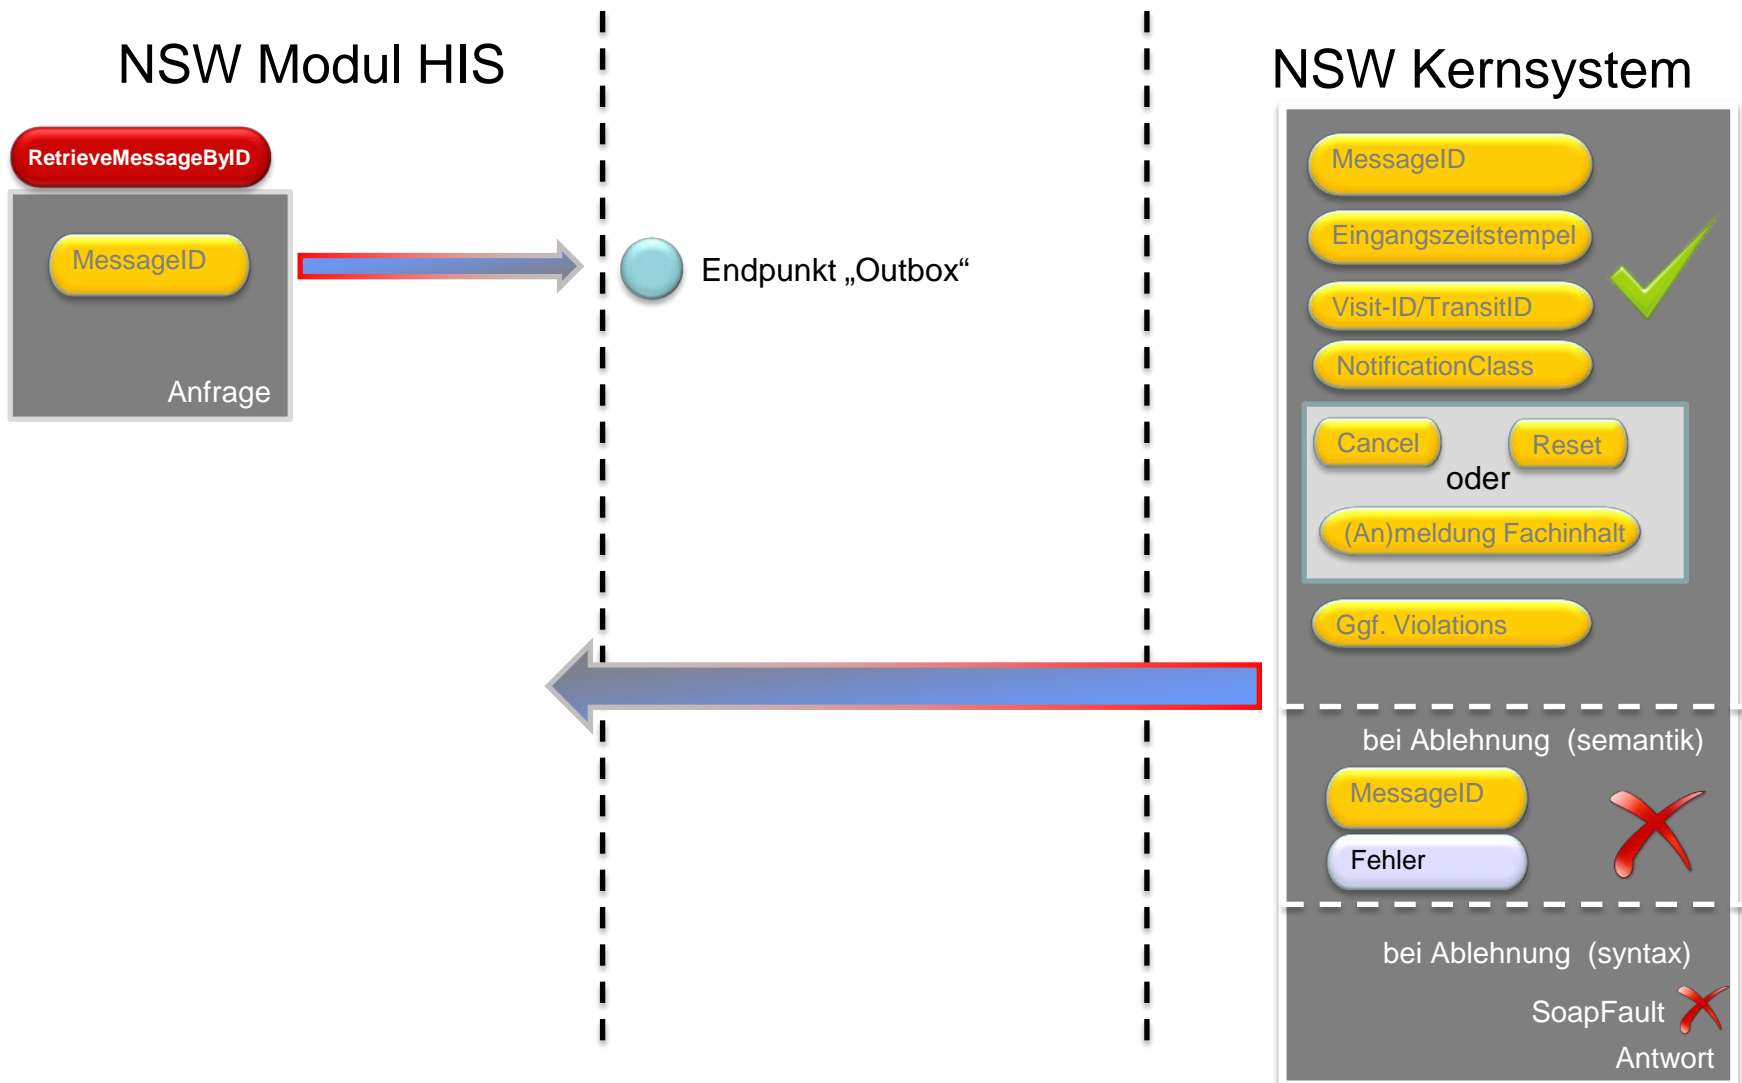 NSW Modul HIS
NSW Kernsystem
RetrieveMessageByID
MessageID
Anfrage
Endpunkt „Outbox“
MessageID
Eingangszeitstempel
Visit-ID/TransitID
NotificationClass
Cancel
Reset
oder
(An)meldung Fachinhalt
Ggf. Violations
bei Ablehnung (semantik)
MessageID
Fehler
bei Ablehnung (syntax)
SoapFault
Antwort